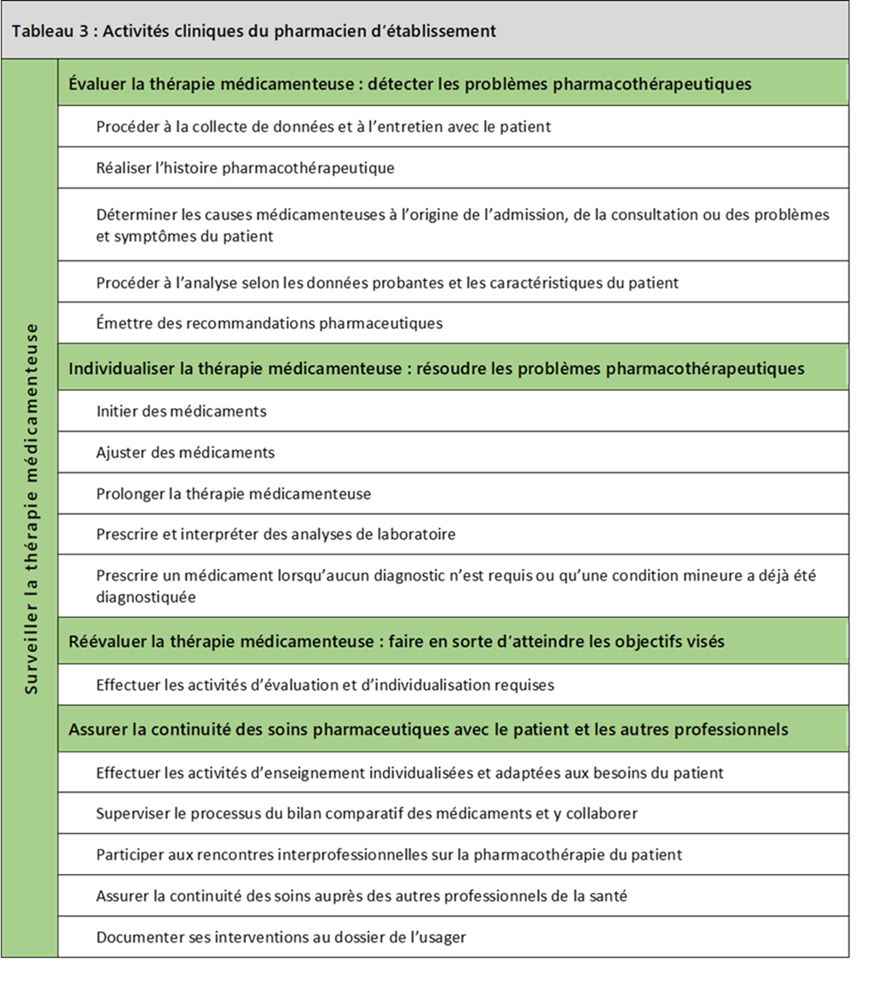 Tableau 3 : Activités cliniques du pharmacien d’établissement
Surveiller la thérapie médicamenteuse
Évaluer la thérapie médicamenteuse : détecter les problèmes pharmacothérapeutiques
Procéder à la collecte de données et à l’entretien avec le patient
Réaliser l’histoire pharmacothérapeutique
Déterminer les causes médicamenteuses à l’origine de l’admission, de la consultation ou des problèmes
et symptômes du patient
Procéder à l’analyse selon les données probantes et les caractéristiques du patient
Émettre des recommandations pharmaceutiques
Individualiser la thérapie médicamenteuse : résoudre les problèmes pharmacothérapeutiques
Initier des médicaments
Ajuster des médicaments
Prolonger la thérapie médicamenteuse
Prescrire et interpréter des analyses de laboratoire
Prescrire un médicament lorsqu’aucun diagnostic n’est requis ou qu’une condition mineure a déjà été
diagnostiquée
Réévaluer la thérapie médicamenteuse : faire en sorte d’atteindre les objectifs visés
Effectuer les activités d’évaluation et d’individualisation requises
Assurer la continuité des soins pharmaceutiques avec le patient et les autres professionnels
Effectuer les activités d’enseignement individualisées et adaptées aux besoins du patient
Superviser le processus du bilan comparatif des médicaments et y collaborer
Participer aux rencontres interprofessionnelles sur la pharmacothérapie du patient
Assurer la continuité des soins auprès des autres professionnels de la santé
Documenter ses interventions au dossier de l’usager